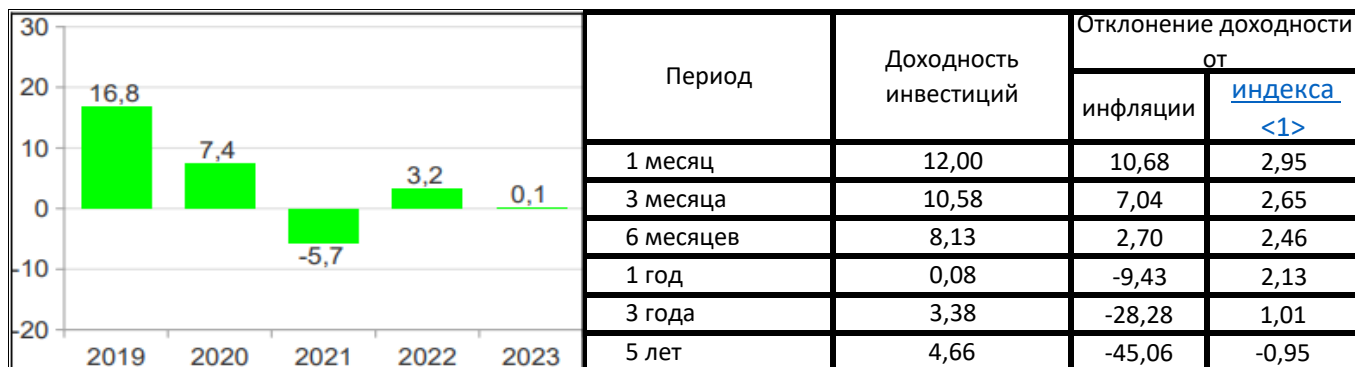 30
20
10
0
-10
-20
16,8
7,4
-5,7
3,2
0,1
2019 2020 2021 2022 2023
Период
Доходность
инвестиций
Отклонение доходности
от
инфляции
индекса
<1>
1 месяц 12,00 10,68 2,95
3 месяца 10,58 7,04 2,65
6 месяцев 8,13 2,70 2,46
1 год 0,08 -9,43 2,13
3 года 3,38 -28,28 1,01
5 лет 4,66 -45,06 -0,95